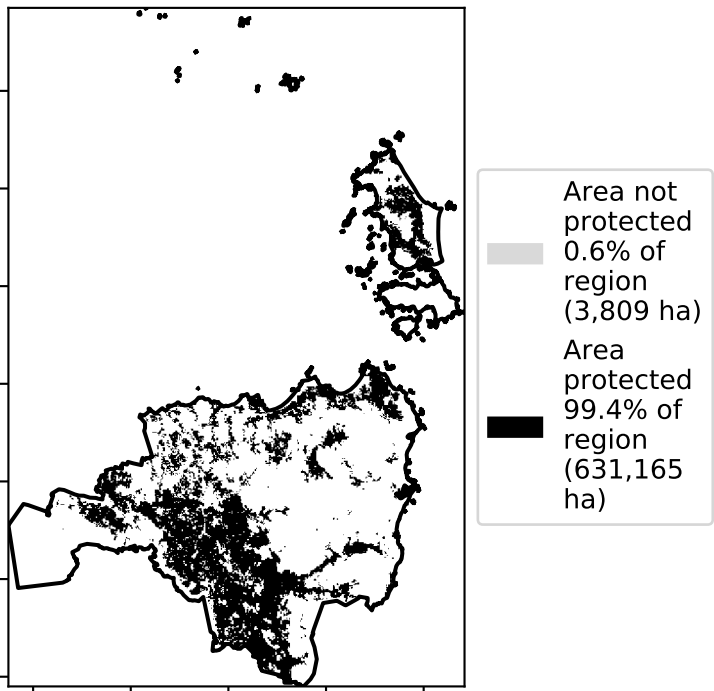 Area not
protected
0.6% of
region
(3,809 ha)
Area
protected
99.4% of
region
(631,165
ha)